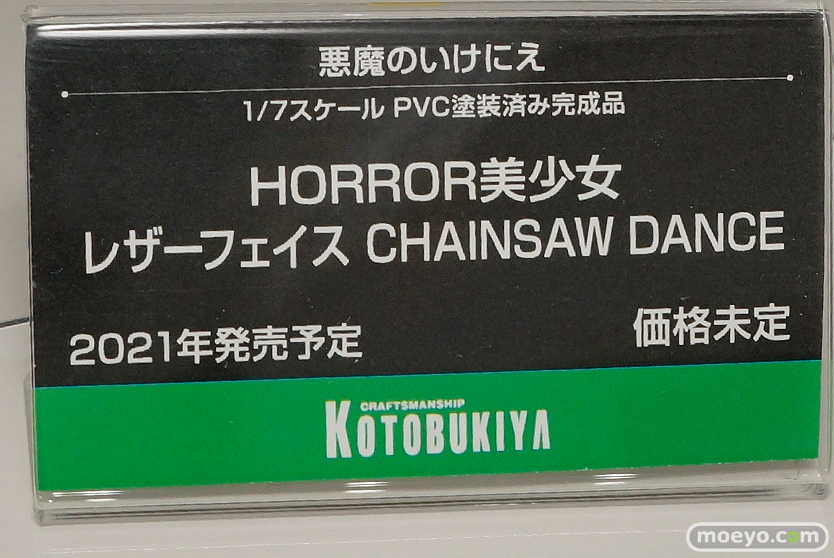 悪魔のいけにえ
1/7スケール PVC塗装済み完成品
HORROR美少女
レザーフェイス CHAINSAW DANCE
2021年発売予定
価格未定
CRAFTSMANSHIP
KOTOBUKIYA
moeyo.com